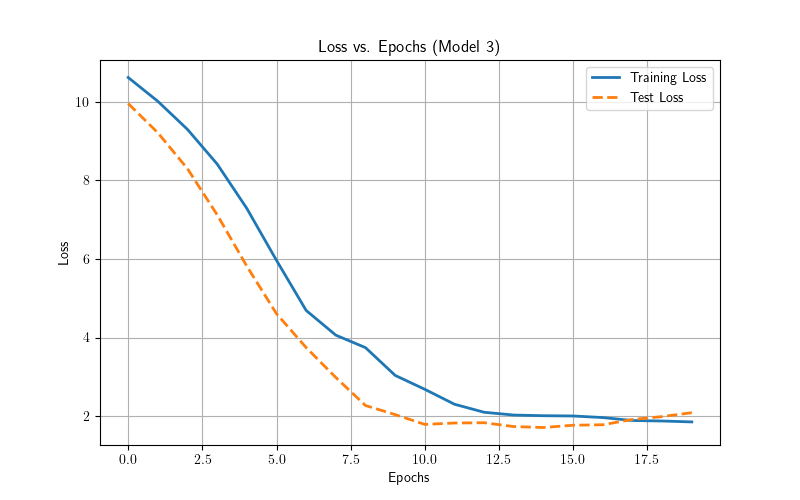 Loss vs. Epochs (Model 3)
Training Loss
Test Loss
10
8
6
4
2
Loss
0.0 2.5 5.0 7.5 10.0 12.5 15.0 17.5
Epochs